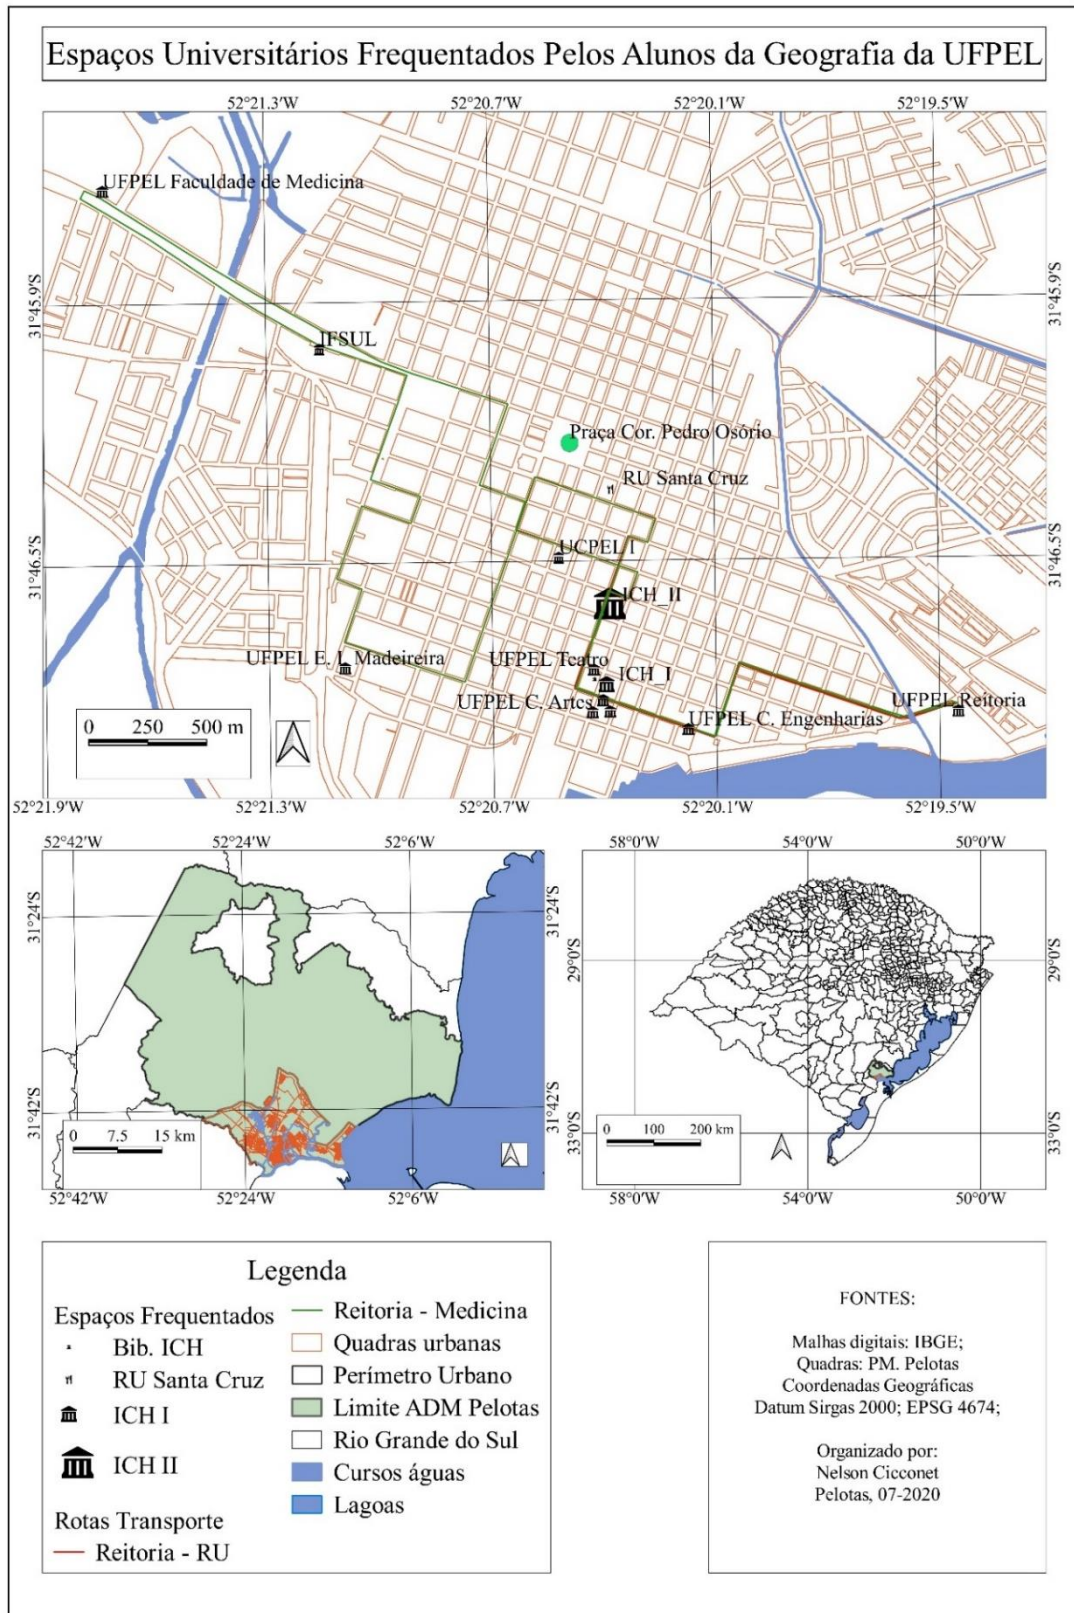 Espaços Universitários Frequentados Pelos Alunos da Geografia da UFPEL
52°21.3'W 52°20.7'W 52°20.1'W 52°19.5'W
UFPEL Faculdade de Medicina
31°45.9'S
31°45.9'S
IFSUL
Praça Cor. Pedro Osório
RU Santa Cruz
31°46.5'S
31°46.5'S
UCPEL I
ICH_II
UFPEL Teatro
UFPEL E. I. Madeireira
ICH_I
UFPEL C. Artes
UFPEL Reitoria
UFPEL C. Engenharias
0 250 500 m
52°21.9'W 52°21.3'W 52°20.7'W 52°20.1'W 52°19.5'W
52°42'W 52°24'W 52°6'W
31°24'S
31°24'S
31°42'S
31°42'S
0 7.5 15 km
52°42'W 52°24'W 52°6'W
58°0'W 54°0'W 50°0'W
29°0'S
29°0'S
33°0'S
33°0'S
0 100 200 km
58°0'W 54°0'W 50°0'W
Legenda
Espaços Frequentados
Bib. ICH
RU Santa Cruz
ICH I
ICH II
Rotas Transporte
Reitoria - RU
Reitoria - Medicina
Quadras urbanas
Perímetro Urbano
Limite ADM Pelotas
Rio Grande do Sul
Cursos águas
Lagoas
FONTES:
Malhas digitais: IBGE;
Quadras: PM. Pelotas
Coordenadas Geográficas
Datum Sirgas 2000; EPSG 4674;
Organizado por:
Nelson Cicconet
Pelotas, 07-2020